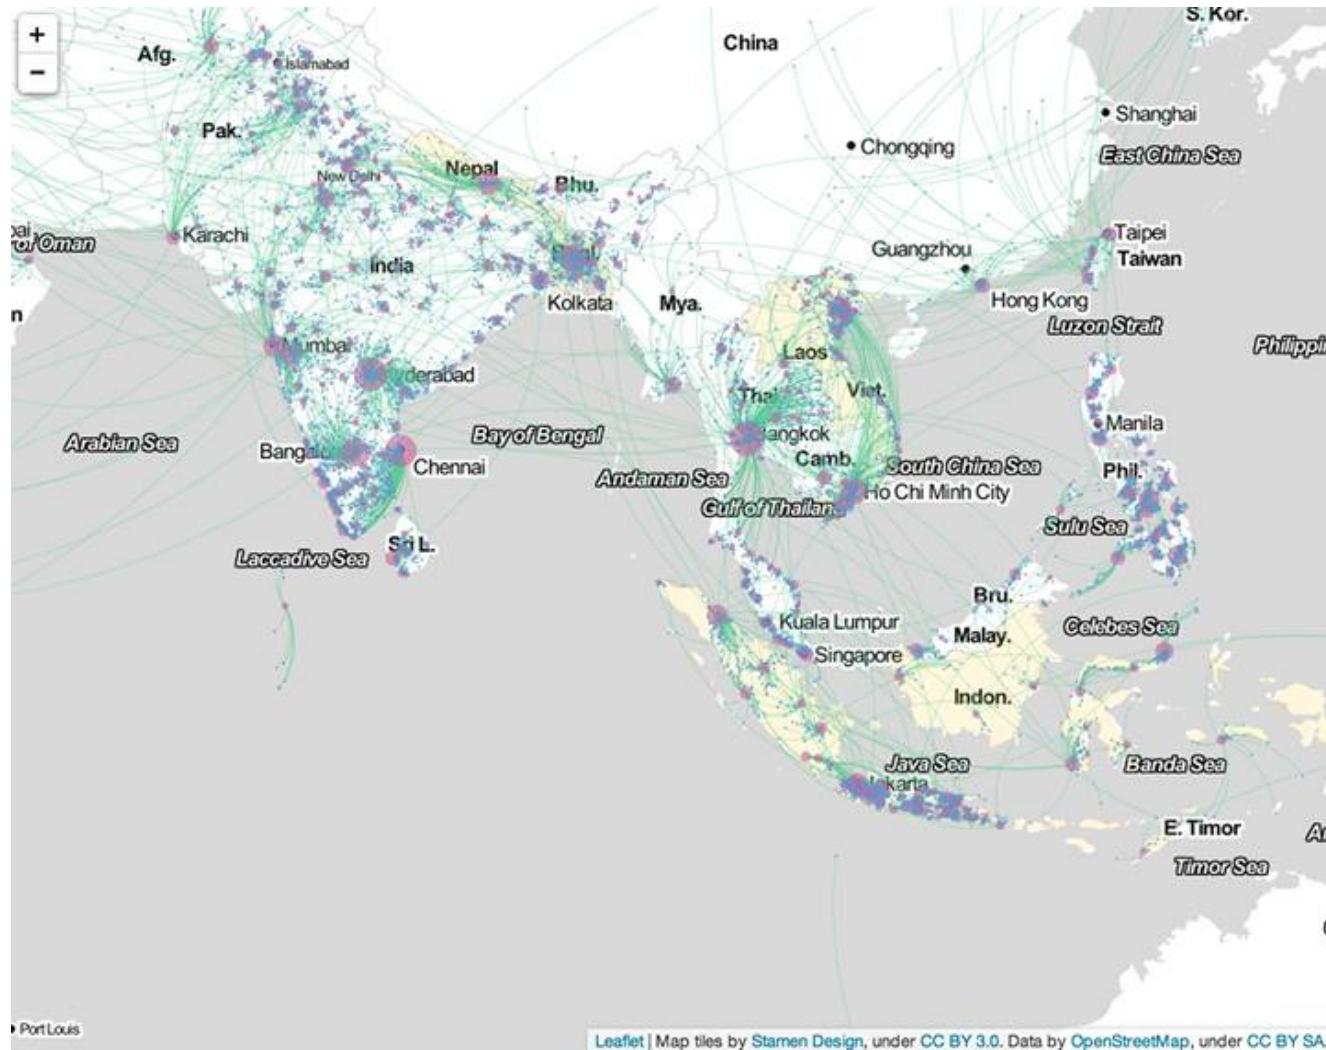 +
−
S. Kor.
China
Afg.
Islamabad
Shanghai
Pak.
Chongqing
East China Sea
Nepal
New Delhi
Bhu.
Karachi
Taipei
of Oman
Guangzhou
Taiwan
India
Kolkata
Mya.
Hong Kong
Luzon Strait
Mumbai
Laos
Thai.
Viet.
Arabian Sea
Bay of Bengal
Manila
Chennai
Camb.
South China Sea
Phil.
Andaman Sea
Ho Chi Minh City
Gulf of Thailand
Sulu Sea
Sri L.
Laccadive Sea
Bru.
Kuala Lumpur
Malay.
Celebes Sea
Singapore
Indon.
Java Sea
Banda Sea
E. Timor
Timor Sea
Port Louis
Leaflet | Map tiles by Stamen Design, under CC BY 3.0. Data by OpenStreetMap, under CC BY SA.